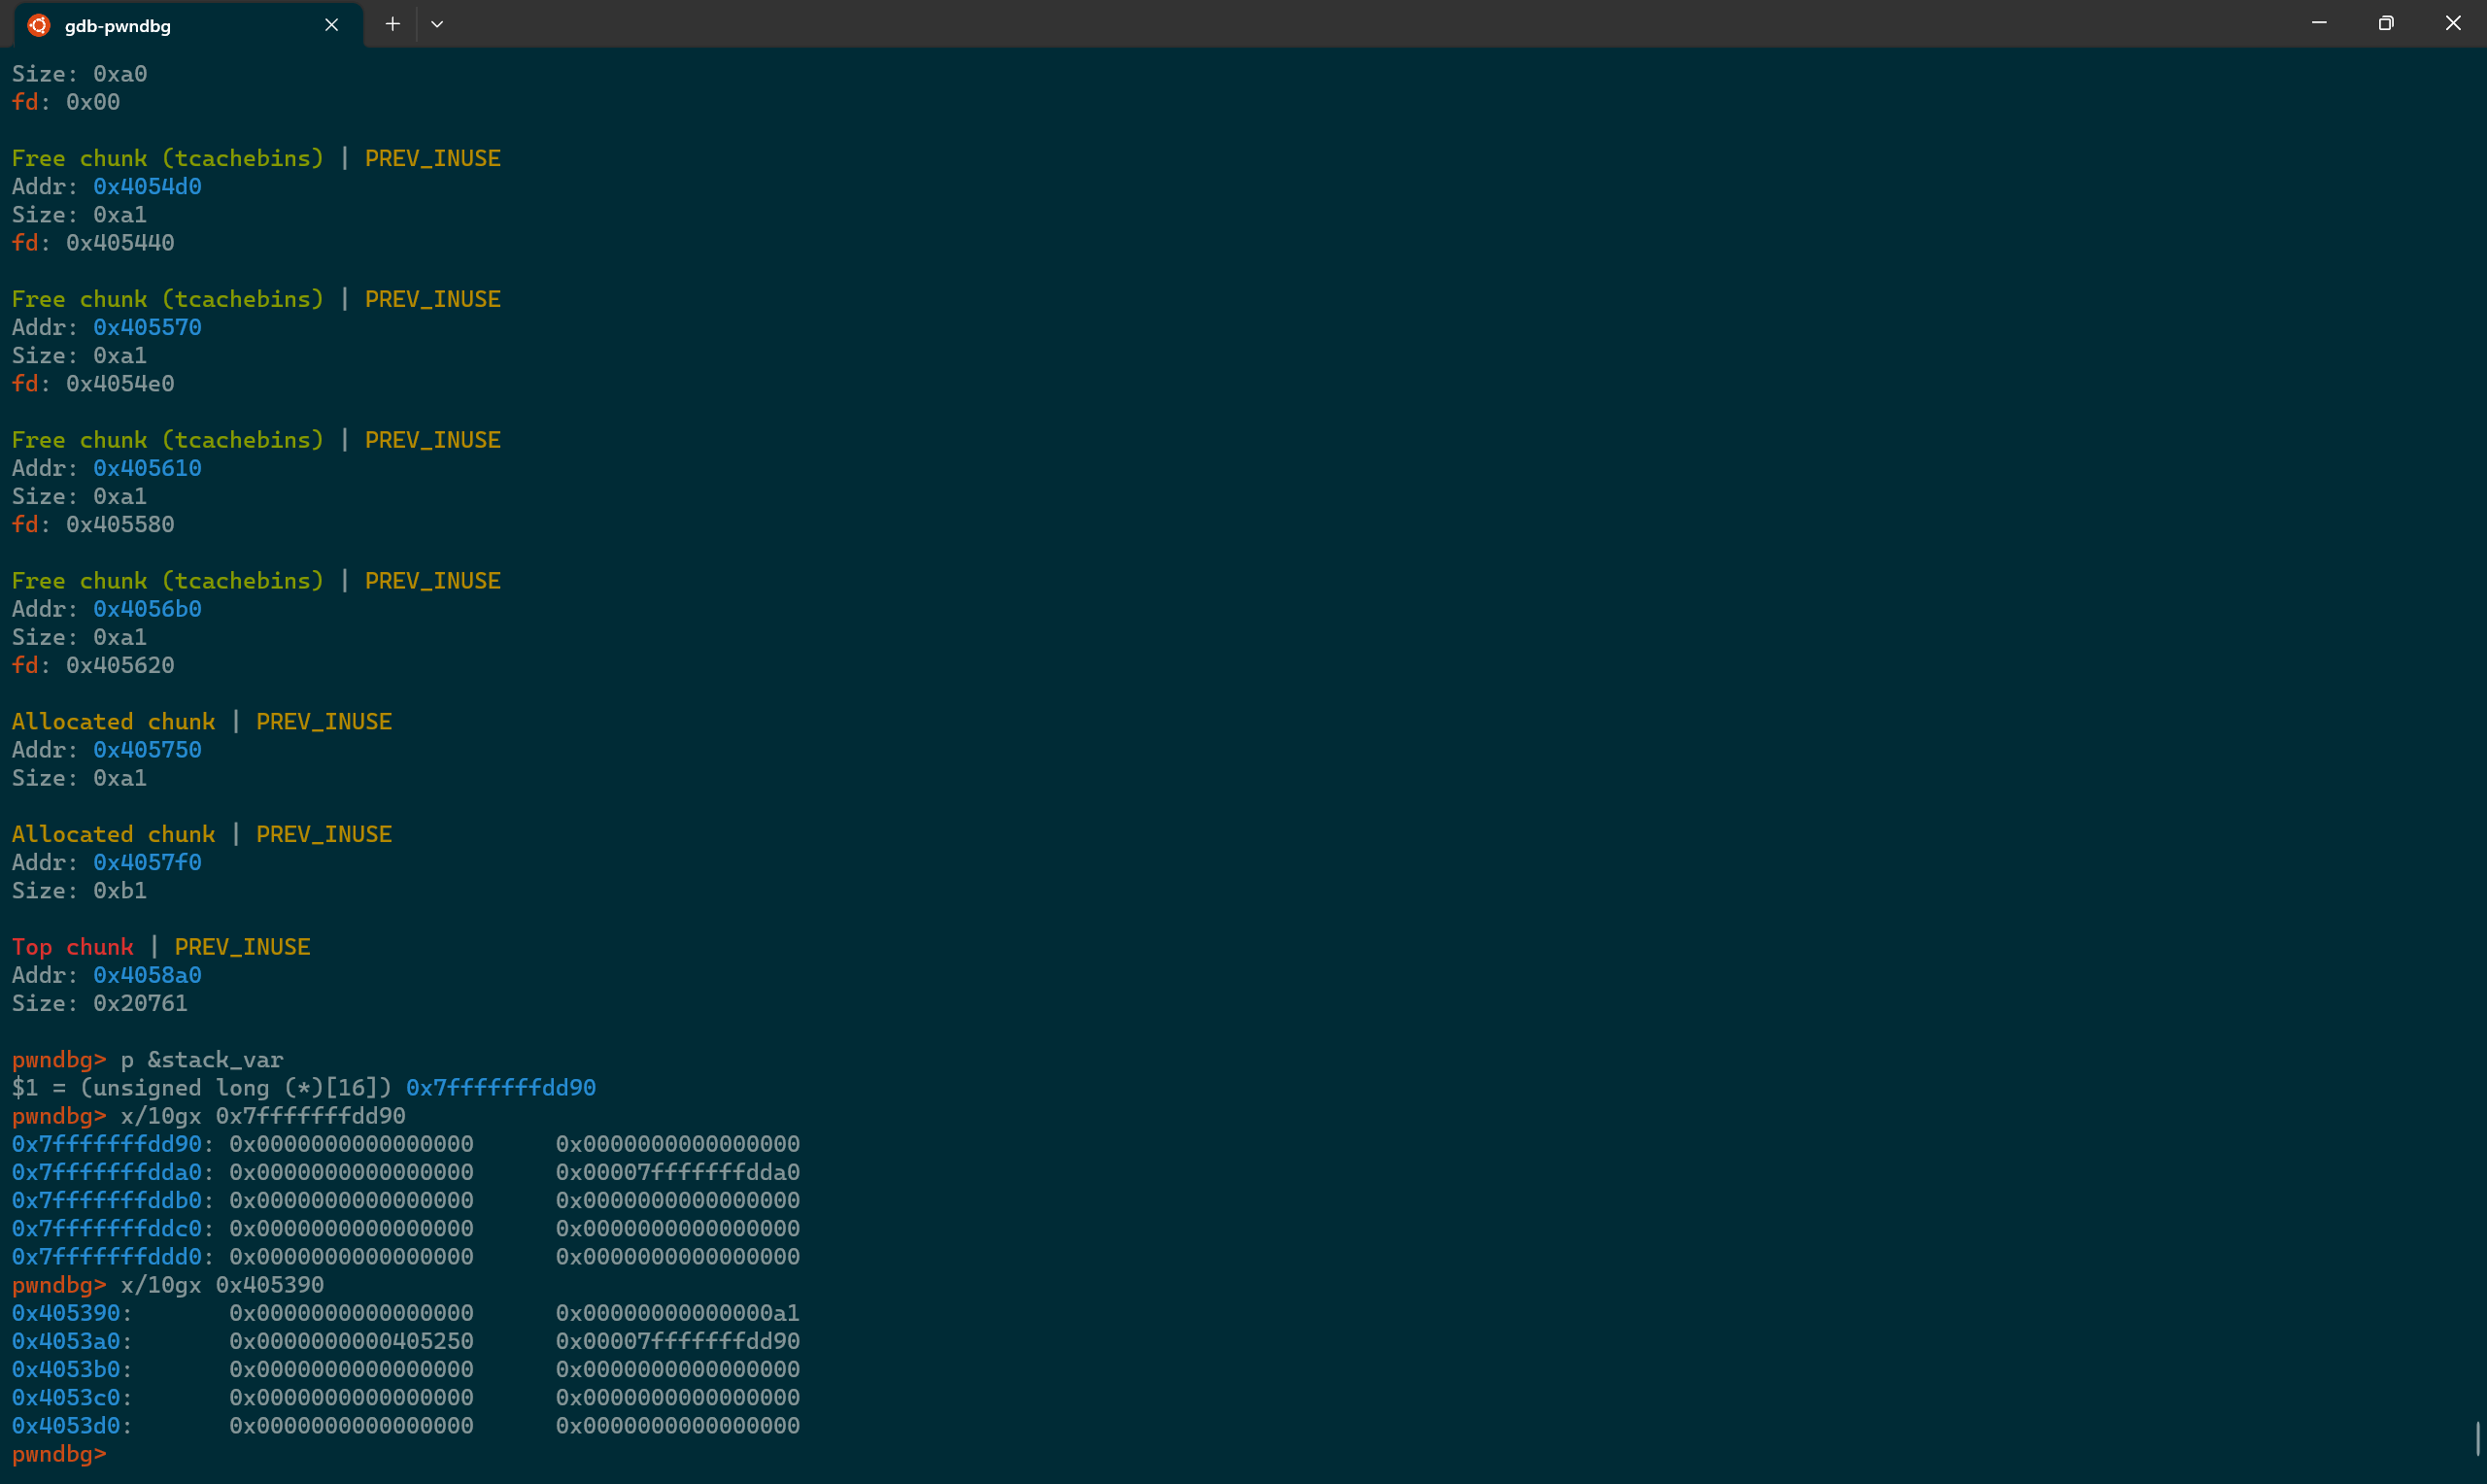 gdb-pwndbg
Size: 0xa0
fd: 0x00
Free chunk (tcachebins) | PREV_INUSE
Addr: 0x4054d0
Size: 0xa1
fd: 0x405440
Free chunk (tcachebins) | PREV_INUSE
Addr: 0x405570
Size: 0xa1
fd: 0x4054e0
Free chunk (tcachebins) | PREV_INUSE
Addr: 0x405610
Size: 0xa1
fd: 0x405580
Free chunk (tcachebins) | PREV_INUSE
Addr: 0x4056b0
Size: 0xa1
fd: 0x405620
Allocated chunk | PREV_INUSE
Addr: 0x405750
Size: 0xa1
Allocated chunk | PREV_INUSE
Addr: 0x4057f0
Size: 0xb1
Top chunk | PREV_INUSE
Addr: 0x4058a0
Size: 0x20761
pwndbg> p &stack_var
$1 = (unsigned long (*)[16]) 0x7fffffffdd90
pwndbg> x/10gx 0x7fffffffdd90
0x7fffffffdd90: 0x0000000000000000 0x0000000000000000
0x7fffffffdda0: 0x0000000000000000 0x00007fffffffdda0
0x7fffffffddb0: 0x0000000000000000 0x0000000000000000
0x7fffffffddc0: 0x0000000000000000 0x0000000000000000
0x7fffffffddd0: 0x0000000000000000 0x0000000000000000
pwndbg> x/10gx 0x405390
0x405390: 0x0000000000000000 0x00000000000000a1
0x4053a0: 0x0000000000405250 0x00007fffffffdd90
0x4053b0: 0x0000000000000000 0x0000000000000000
0x4053c0: 0x0000000000000000 0x0000000000000000
0x4053d0: 0x0000000000000000 0x0000000000000000
pwndbg>